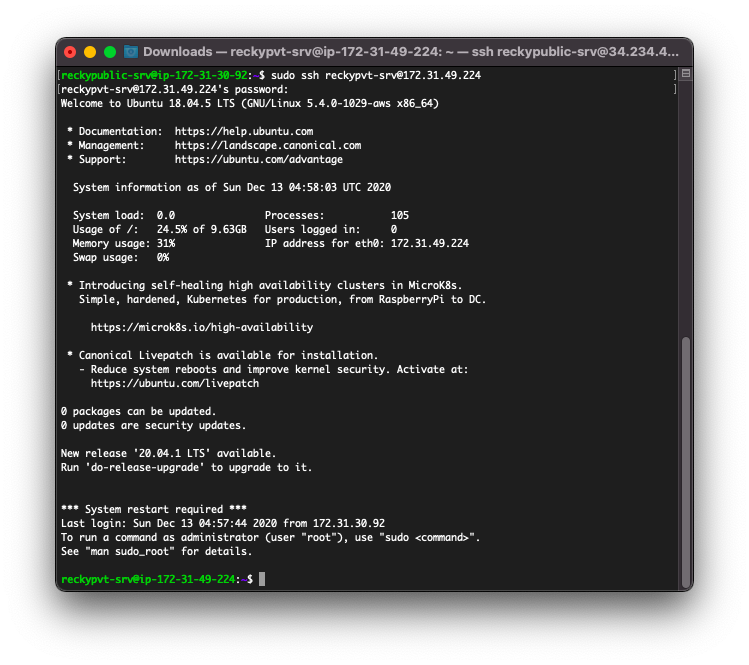 Downloads — reckypvt-srv@ip-172-31-49-224: ~ — ssh reckypublic-srv@34.234.4...
[reckypublic-srv@ip-172-31-30-92:~$ sudo ssh reckypvt-srv@172.31.49.224 ]
[reckypvt-srv@172.31.49.224's password: ]
Welcome to Ubuntu 18.04.5 LTS (GNU/Linux 5.4.0-1029-aws x86_64)
* Documentation:  https://help.ubuntu.com
* Management:     https://landscape.canonical.com
* Support:        https://ubuntu.com/advantage
System information as of Sun Dec 13 04:58:03 UTC 2020
System load:  0.0               Processes:           105
Usage of /:   24.5% of 9.63GB   Users logged in:     0
Memory usage: 31%               IP address for eth0: 172.31.49.224
Swap usage:   0%
* Introducing self-healing high availability clusters in MicroK8s.
Simple, hardened, Kubernetes for production, from RaspberryPi to DC.
https://microk8s.io/high-availability
* Canonical Livepatch is available for installation.
- Reduce system reboots and improve kernel security. Activate at:
https://ubuntu.com/livepatch
0 packages can be updated.
0 updates are security updates.
New release '20.04.1 LTS' available.
Run 'do-release-upgrade' to upgrade to it.
*** System restart required ***
Last login: Sun Dec 13 04:57:44 2020 from 172.31.30.92
To run a command as administrator (user "root"), use "sudo <command>".
See "man sudo_root" for details.
reckypvt-srv@ip-172-31-49-224:~$